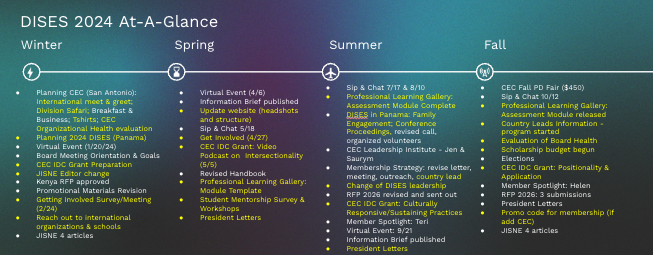 DISES 2024 At-A-Glance
Winter
Planning CEC (San Antonio):
International meet & greet;
Division Safari; Breakfast &
Business; Tshirts; CEC
Organizational Health evaluation
Planning 2024 DISES (Panama)
Virtual Event (1/20/24)
Board Meeting Orientation & Goals
CEC IDC Grant Preparation
JISNE Editor change
Kenya RFP approved
Promotional Materials Revision
Getting Involved Survey/Meeting
(2/24)
Reach out to international
organizations & schools
JISNE 4 articles
Spring
Virtual Event (4/6)
Information Brief published
Update website (headshots
and structure)
Sip & Chat 5/18
Get Involved (4/27)
CEC IDC Grant: Video
Podcast on Intersectionality
(5/5)
Revised Handbook
Professional Learning Gallery:
Module Template
Student Mentorship Survey &
Workshops
President Letters
Summer
Sip & Chat 7/17 & 8/10
Professional Learning Gallery:
Assessment Module Complete
DISES in Panama: Family
Engagement; Conference
Proceedings, revised call,
organized volunteers
CEC Leadership Institute - Jen &
Saurym
Membership Strategy: revise letter,
meeting, outreach, country lead
Change of DISES leadership
RFP 2026 revised and sent out
CEC IDC Grant: Culturally
Responsive/Sustaining Practices
Member Spotlight: Teri
Virtual Event: 9/21
Information Brief published
President Letters
Fall
CEC Fall PD Fair ($450)
Sip & Chat 10/12
Professional Learning Gallery:
Assessment Module released
Country Leads Information -
program started
Evaluation of Board Health
Scholarship budget begun
Elections
CEC IDC Grant: Positionality &
Application
Member Spotlight: Helen
RFP 2026: 3 submissions
President Letters
Promo code for membership (if
add CEC)
JISNE 4 articles